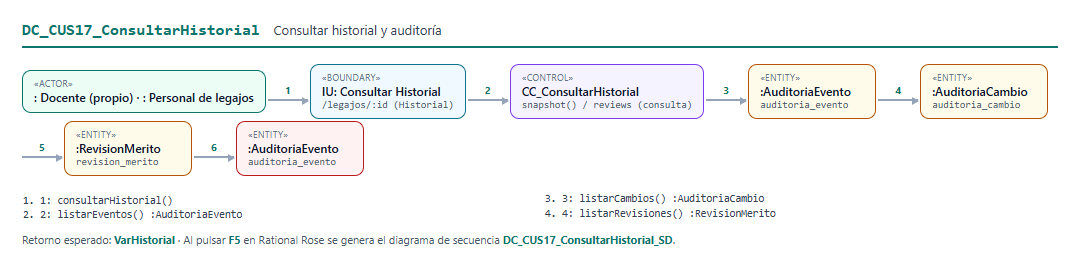 DC_CUS17_ConsultarHistorial Consultar historial y auditoría
«ACTOR»
: Docente (propio) · : Personal de legajos
1
«BOUNDARY»
IU: Consultar Historial
/legajos/:id (Historial)
2
«CONTROL»
CC_ConsultarHistorial
snapshot() / reviews (consulta)
3
«ENTITY»
:AuditoriaEvento
auditoria_evento
4
«ENTITY»
:AuditoriaCambio
auditoria_cambio
5
«ENTITY»
:RevisionMerito
revision_merito
6
«ENTITY»
:AuditoriaEvento
auditoria_evento
1. 1: consultarHistorial()
2. 2: listarEventos() :AuditoriaEvento
3. 3: listarCambios() :AuditoriaCambio
4. 4: listarRevisiones() :RevisionMerito
Retorno esperado: VarHistorial · Al pulsar F5 en Rational Rose se genera el diagrama de secuencia DC_CUS17_ConsultarHistorial_SD.